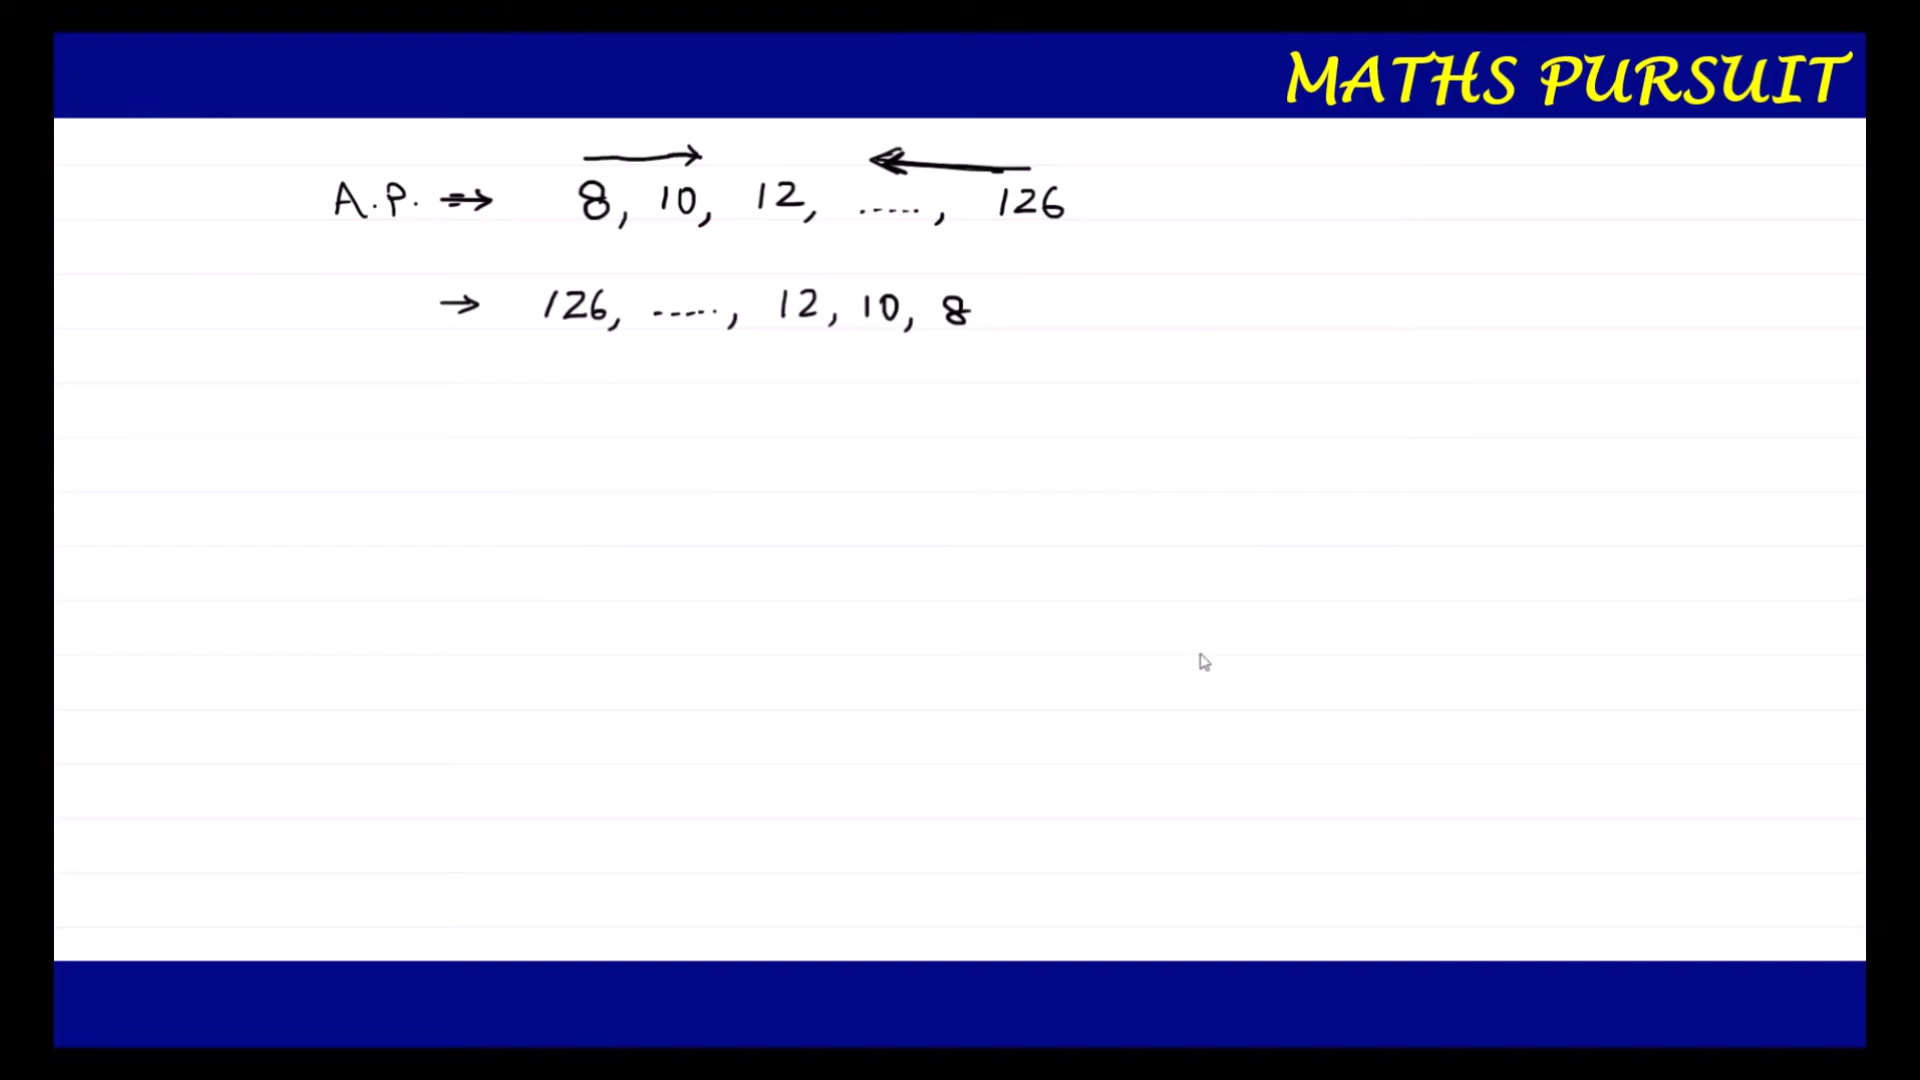 MATHS PURSUIT
A.P. → 8, 10, 12, ....., 126
→ 126, ....., 12, 10, 8